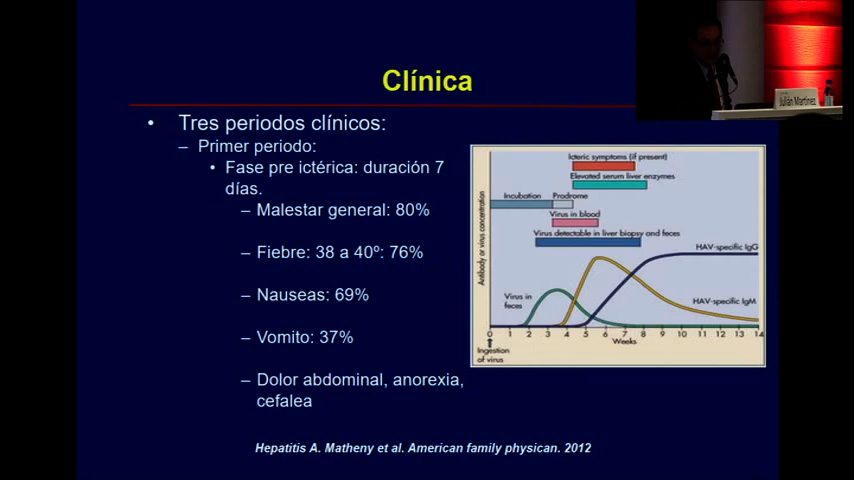 Clínica
• Tres periodos clínicos:
– Primer periodo:
• Fase pre ictérica: duración 7
días.
– Malestar general: 80%
– Fiebre: 38 a 40º: 76%
– Nauseas: 69%
– Vomito: 37%
– Dolor abdominal, anorexia,
cefalea
Icteric symptoms (if present)
Elevated serum liver enzymes
Incubation Prodrome
Virus in blood
Virus detectable in liver biopsy and feces
Antibody or virus concentration
HAV-specific IgG
Virus in
feces
HAV-specific IgM
0 1 2 3 4 5 6 7 8 9 10 11 12 13 14
Weeks
Ingestion
of virus
Hepatitis A. Matheny et al. American family physican. 2012
Julián Martínez